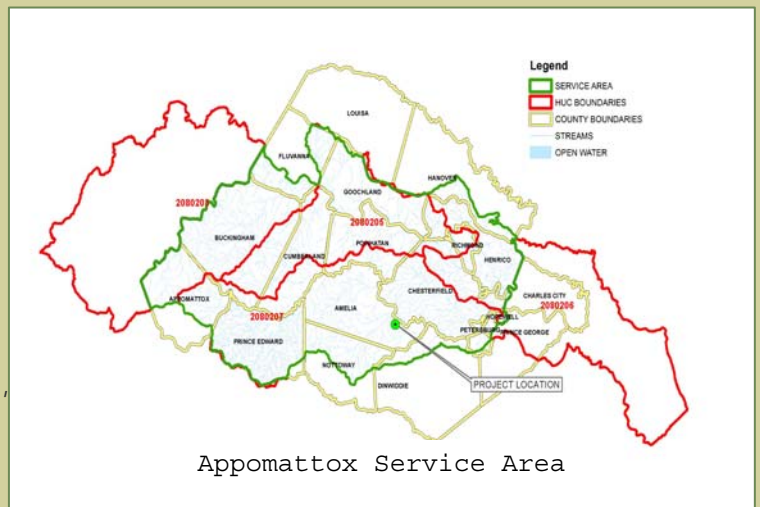 Legend
SERVICE AREA
HUC BOUNDARIES
COUNTY BOUNDARIES
STREAMS
OPEN WATER
LOUISA
FLUVANNA
HANOVER
GOOCHLAND
2080203
2080205
BUCKINGHAM
POWHATAN
RICHMOND
CUMBERLAND
HENRICO
CHESTERFIELD
CHARLES CITY
APPOMATTOX
2080206
AMELIA
2080207
HOPEWELL
PETERSBURG
PRINCE GEORGE
PRINCE EDWARD
NOTTOWAY
DINWIDDIE
PROJECT LOCATION
Appomattox Service Area